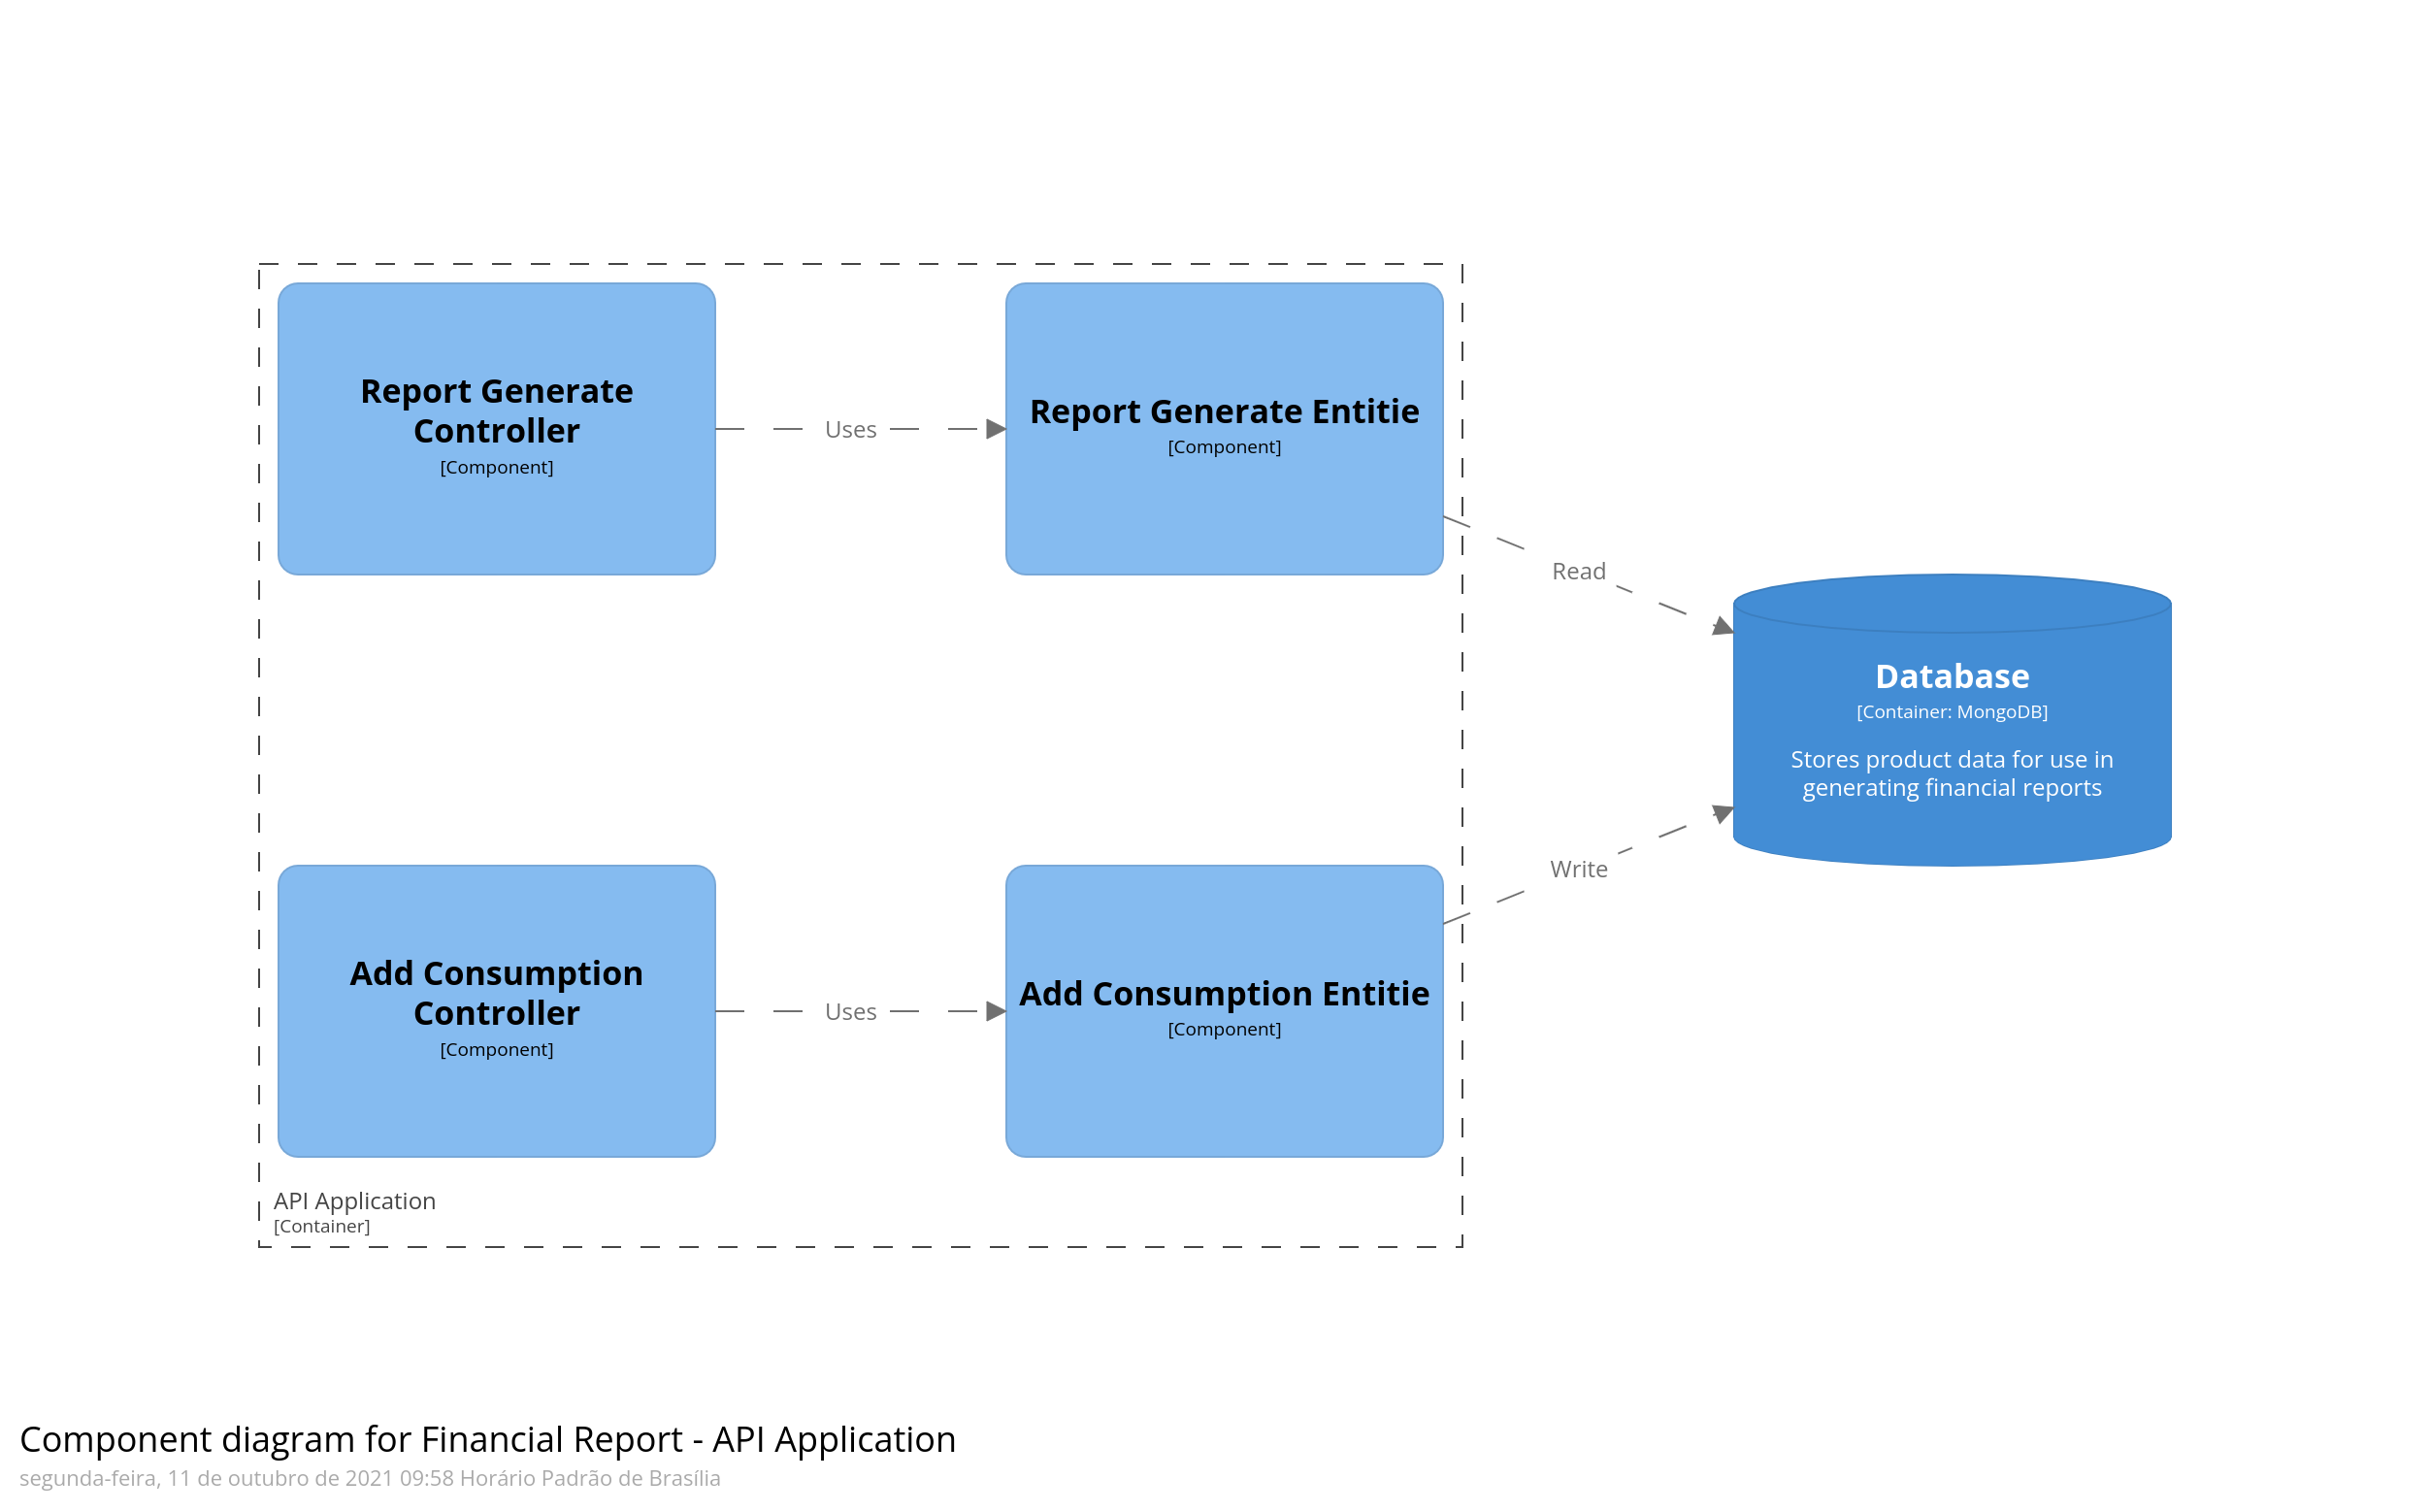 Report Generate
Controller
[Component]
Uses
Report Generate Entitie
[Component]
Read
Database
[Container: MongoDB]
Stores product data for use in
generating financial reports
Write
Add Consumption
Controller
[Component]
Uses
Add Consumption Entitie
[Component]
API Application
[Container]
Component diagram for Financial Report - API Application
segunda-feira, 11 de outubro de 2021 09:58 Horário Padrão de Brasília